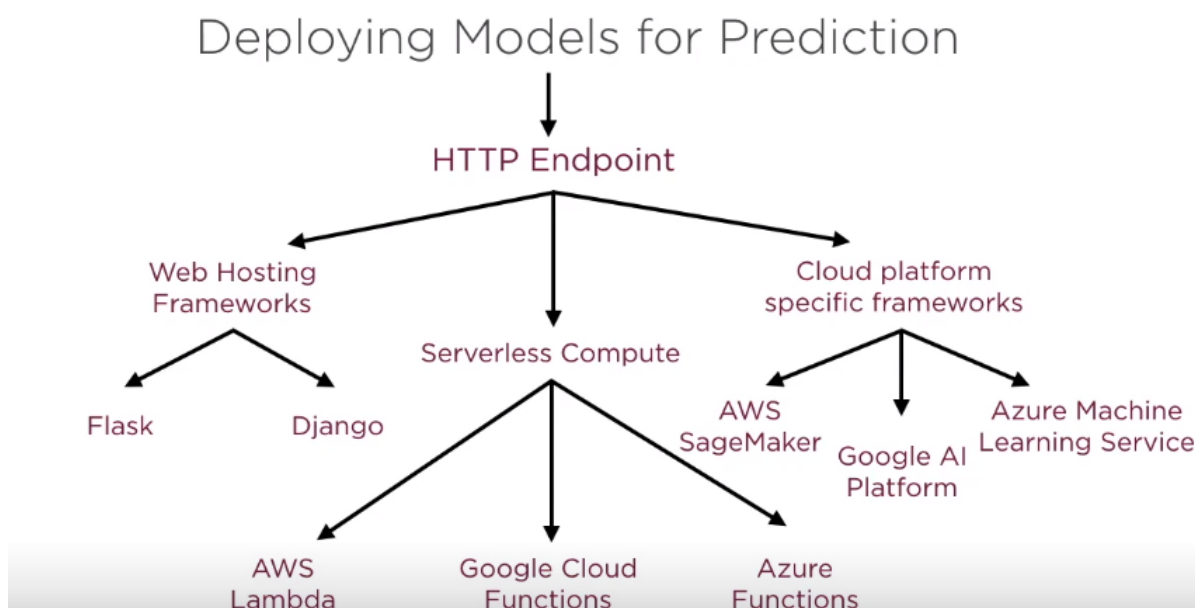 Deploying Models for Prediction
HTTP Endpoint
Web Hosting
Frameworks
Cloud platform
specific frameworks
Serverless Compute
Flask
Django
AWS
SageMaker
Google AI
Platform
Azure Machine
Learning Service
AWS
Lambda
Google Cloud
Functions
Azure
Functions